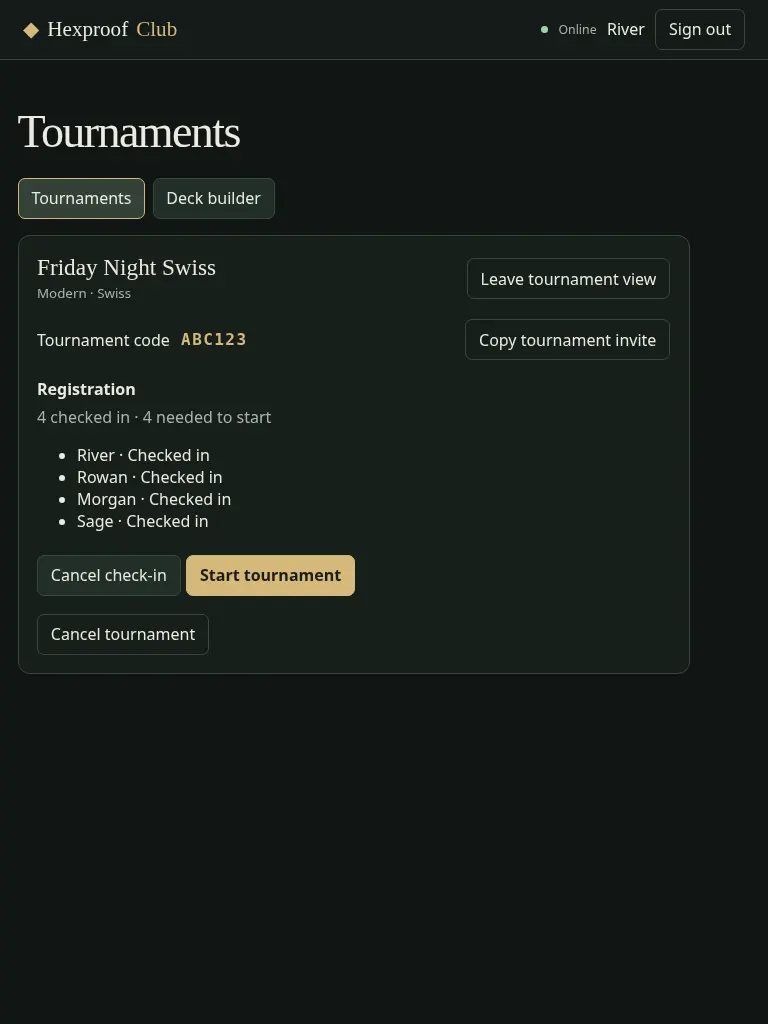 Hexproof Club
Online River Sign out
Tournaments
Tournaments Deck builder
Friday Night Swiss
Modern · Swiss
Leave tournament view
Tournament code ABC123
Copy tournament invite
Registration
4 checked in · 4 needed to start
River · Checked in
Rowan · Checked in
Morgan · Checked in
Sage · Checked in
Cancel check-in Start tournament
Cancel tournament